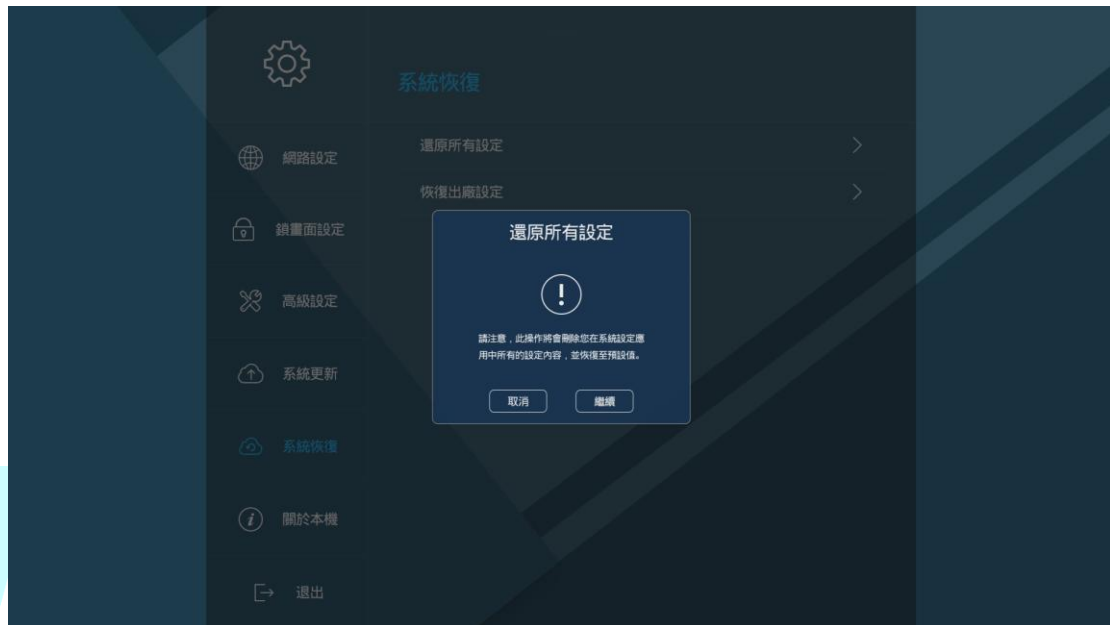 系統恢復
網路設定
鎖畫面設定
高級設定
系統更新
系統恢復
關於本機
退出
還原所有設定
恢復出廠設定
還原所有設定
請注意，此操作將會刪除您在系統設定應
用中所有的設定內容，並恢復至預設值。
取消
繼續